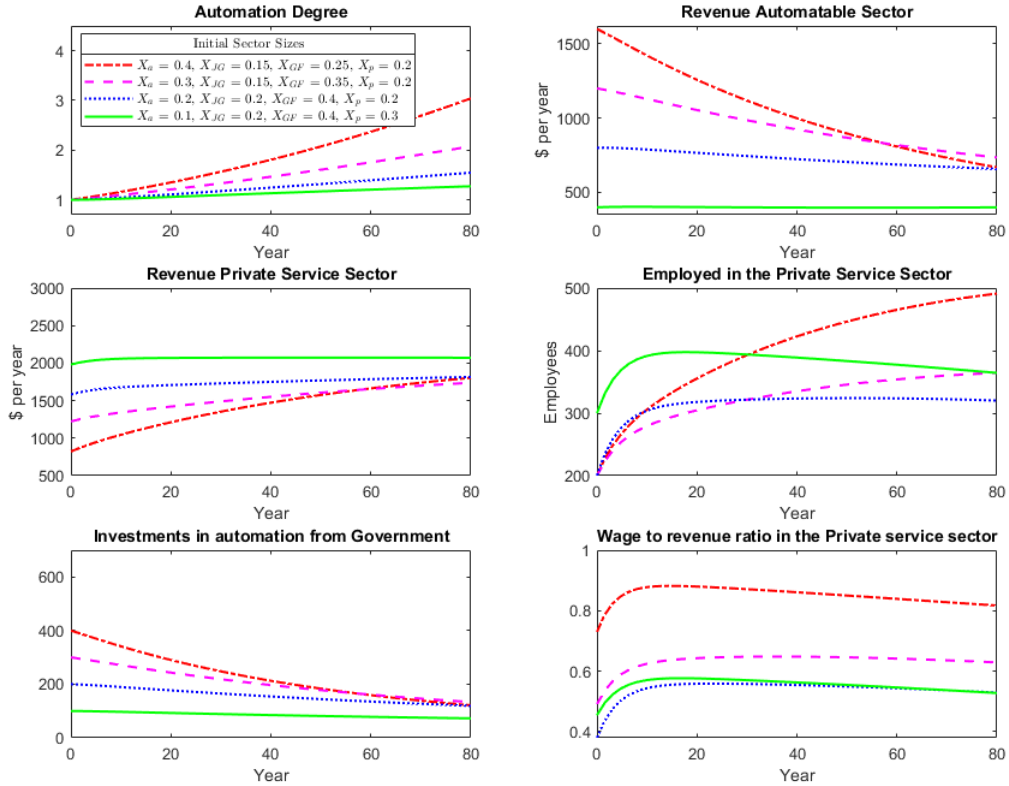 Automation Degree
4
3
2
1
0 20 40 60 80
Year
Initial Sector Sizes
X_a = 0.4, X_JG = 0.15, X_GF = 0.25, X_p = 0.2
X_a = 0.3, X_JG = 0.15, X_GF = 0.35, X_p = 0.2
X_a = 0.2, X_JG = 0.2, X_GF = 0.4, X_p = 0.2
X_a = 0.1, X_JG = 0.2, X_GF = 0.4, X_p = 0.3
Revenue Automatable Sector
$ per year
1500
1000
500
0 20 40 60 80
Year
Revenue Private Service Sector
$ per year
3000
2500
2000
1500
1000
500
0 20 40 60 80
Year
Employed in the Private Service Sector
Employees
500
400
300
200
0 20 40 60 80
Year
Investments in automation from Government
600
400
200
0
0 20 40 60 80
Year
Wage to revenue ratio in the Private service sector
1
0.8
0.6
0.4
0 20 40 60 80
Year